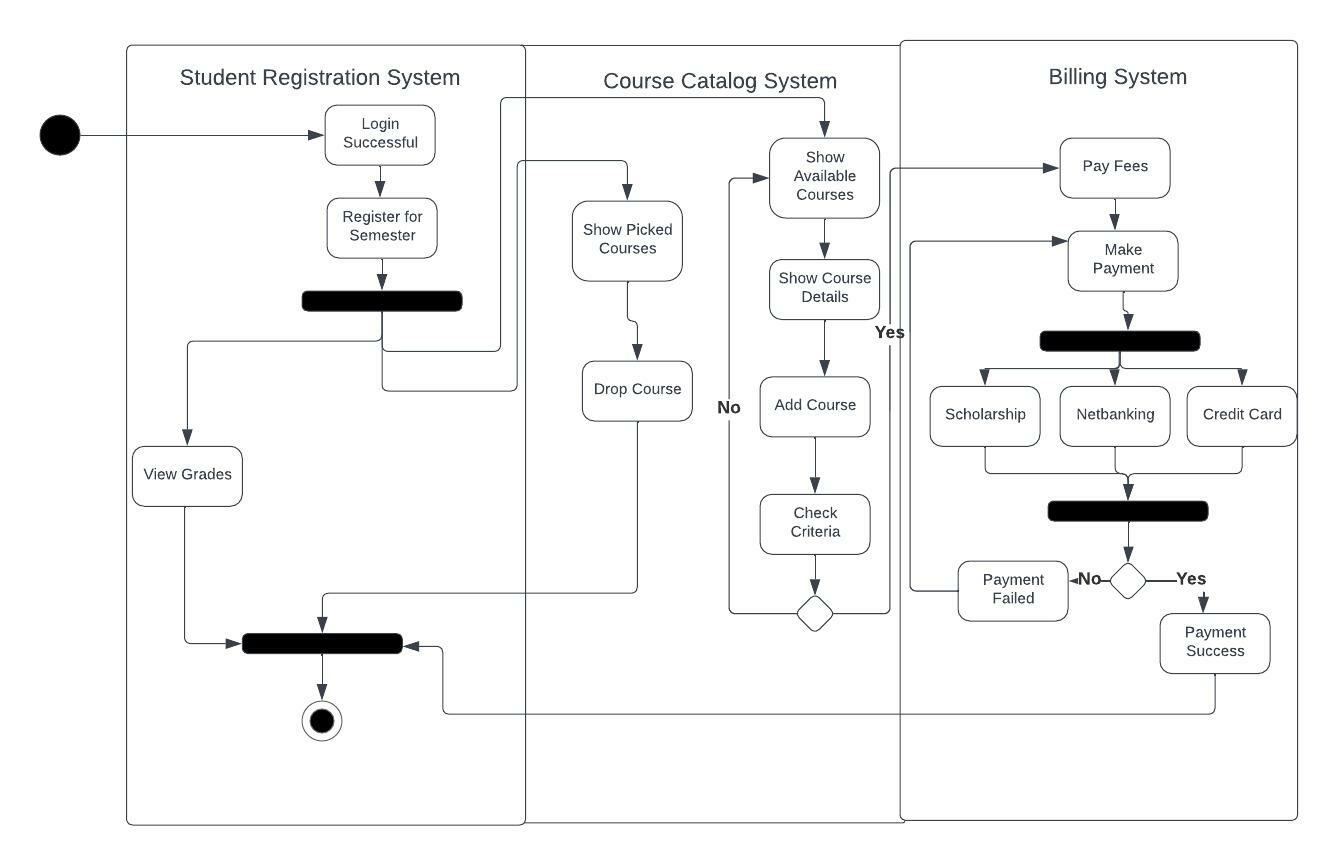 Student Registration System
Course Catalog System
Billing System
Login
Successful
Register for
Semester
View Grades
Show Picked
Courses
Drop Course
Show
Available
Courses
Show Course
Details
Add Course
Check
Criteria
No
Yes
Pay Fees
Make
Payment
Scholarship
Netbanking
Credit Card
No
Yes
Payment
Failed
Payment
Success